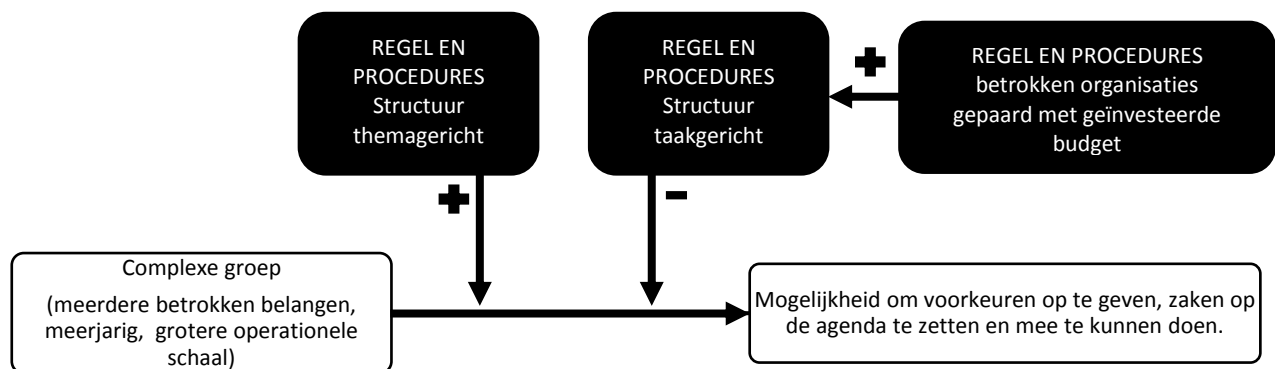 REGEL EN
PROCEDURES
Structuur
themagericht
REGEL EN
PROCEDURES
Structuur
taakgericht
REGEL EN PROCEDURES
betrokken organisaties
gepaard met geïnvesteerde
budget
+
+
-
Complexe groep
(meerdere betrokken belangen,
meerjarig, grotere operationele
schaal)
Mogelijkheid om voorkeuren op te geven, zaken op
de agenda te zetten en mee te kunnen doen.